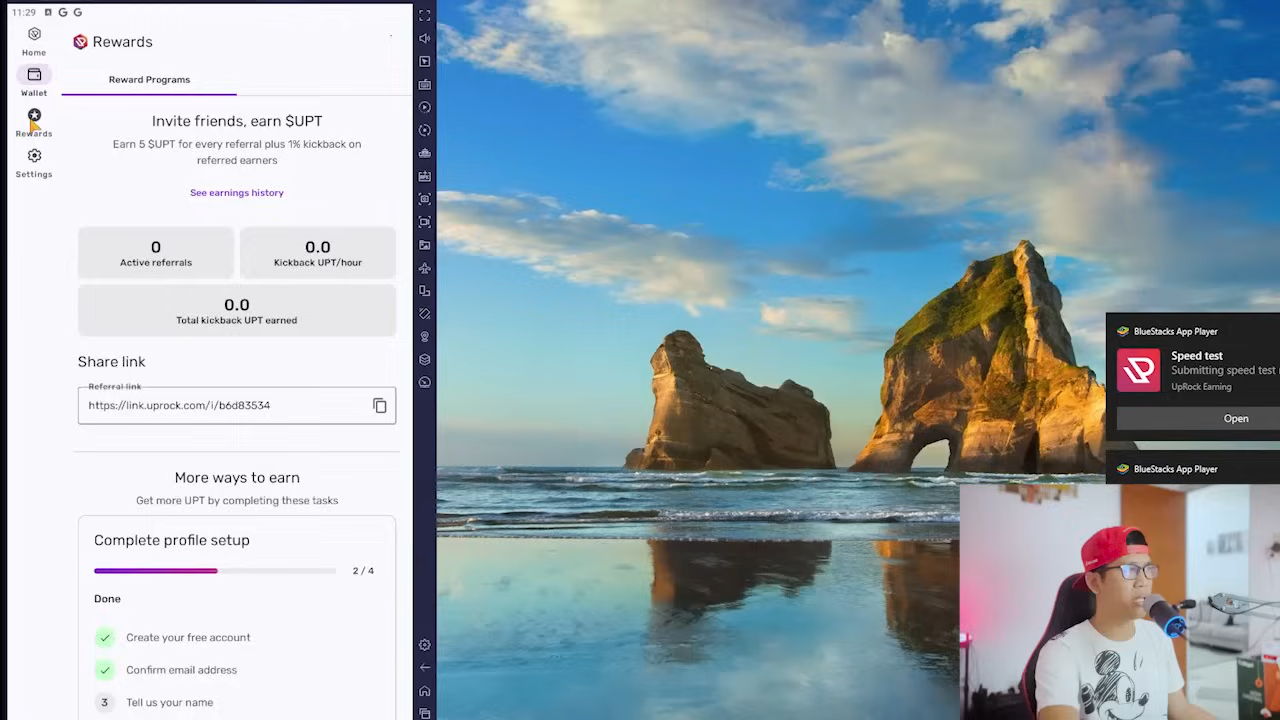 11:29
Home
Wallet
Rewards
Settings
Rewards
Reward Programs
Invite friends, earn $UPT
Earn 5 $UPT for every referral plus 1% kickback on
referred earners
See earnings history
0
Active referrals
0.0
Kickback UPT/hour
0.0
Total kickback UPT earned
Share link
Referral link
https://link.uprock.com/i/b6d83534
More ways to earn
Get more UPT by completing these tasks
Complete profile setup
2 / 4
Done
Create your free account
Confirm email address
3 Tell us your name
BlueStacks App Player
Speed test
Submitting speed test
UpRock Earning
Open
BlueStacks App Player